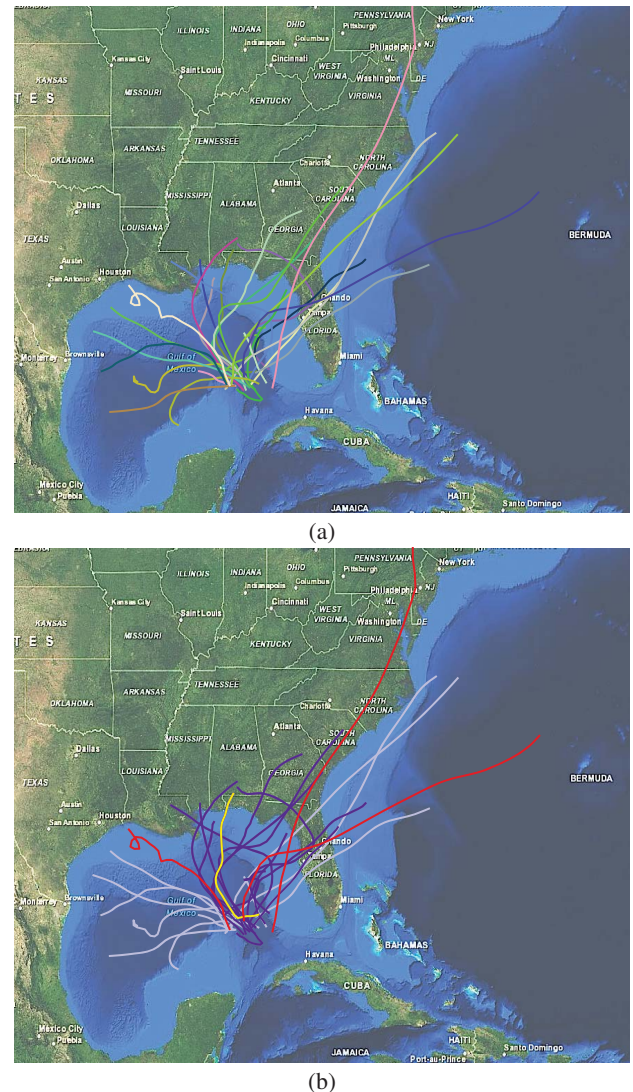 PENNSYLVANIA
New York
OHIO
ILLINOIS
INDIANA
Columbus
Pittsburgh
Indianapolis
Philadelphia
NJ
Kansas City
Cincinnati
ML
KANSAS
Saint Louis
WEST
VIRGINIA
Washington
DE
T E S
MISSOURI
VIRGINIA
KENTUCKY
TENNESSEE
NORTH
CAROLINA
OKLAHOMA
ARKANSAS
Charlotte
Atlanta
SOUTH
CAROLINA
MISSISSIPPI
ALABAMA
Dallas
GEORGIA
LOUISIANA
TEXAS
BERMUDA
Austin
Houston
San Antonio
Orlando
Tampa
FLORIDA
Monterrey
Brownsville
Gulf of
Mexico
Miami
BAHAMAS
Havana
CUBA
Mexico City
Puebla
HAITI
Santo Domingo
JAMAICA
(a)
PENNSYLVANIA
New York
OHIO
ILLINOIS
INDIANA
Columbus
Pittsburgh
Indianapolis
Philadelphia
NJ
Kansas City
Cincinnati
ML
KANSAS
Saint Louis
WEST
VIRGINIA
Washington
DE
T E S
MISSOURI
VIRGINIA
KENTUCKY
TENNESSEE
NORTH
CAROLINA
OKLAHOMA
ARKANSAS
Charlotte
Atlanta
SOUTH
CAROLINA
MISSISSIPPI
ALABAMA
Dallas
GEORGIA
LOUISIANA
TEXAS
BERMUDA
Austin
Houston
San Antonio
Orlando
Tampa
FLORIDA
Monterrey
Brownsville
Gulf of
Mexico
Miami
BAHAMAS
Havana
CUBA
Mexico City
Puebla
HAITI
Santo Domingo
JAMAICA
Port-au-Prince
(b)